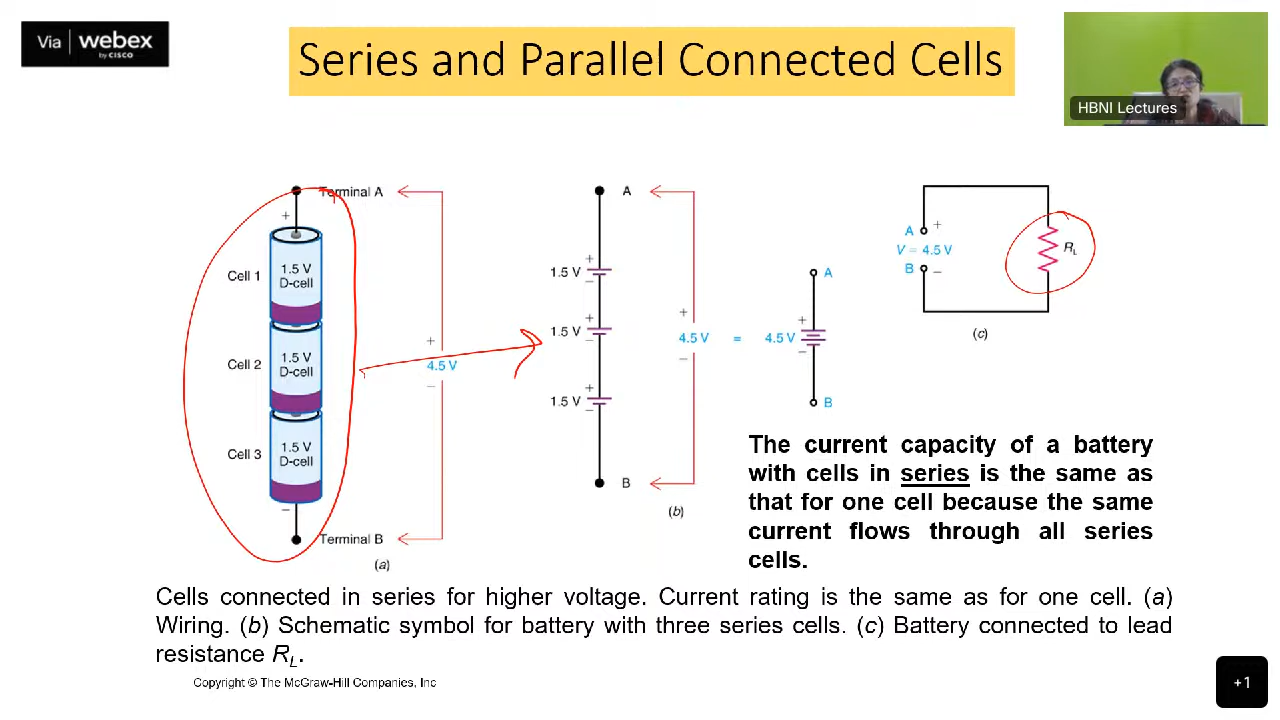 Via webex
by CISCO
Series and Parallel Connected Cells
HBNI Lectures
Terminal A
+
Cell 1
1.5 V
D-cell
Cell 2
1.5 V
D-cell
Cell 3
1.5 V
D-cell
−
Terminal B
+
4.5 V
−
(a)
A
+
1.5 V
−
+
1.5 V
−
+
1.5 V
−
B
+
4.5 V
−
(b)
=
A
+
4.5 V
−
B
A +
V = 4.5 V
B −
RL
(c)
The current capacity of a battery
with cells in series is the same as
that for one cell because the same
current flows through all series
cells.
Cells connected in series for higher voltage. Current rating is the same as for one cell. (a)
Wiring. (b) Schematic symbol for battery with three series cells. (c) Battery connected to lead
resistance RL.
Copyright © The McGraw-Hill Companies, Inc
+1